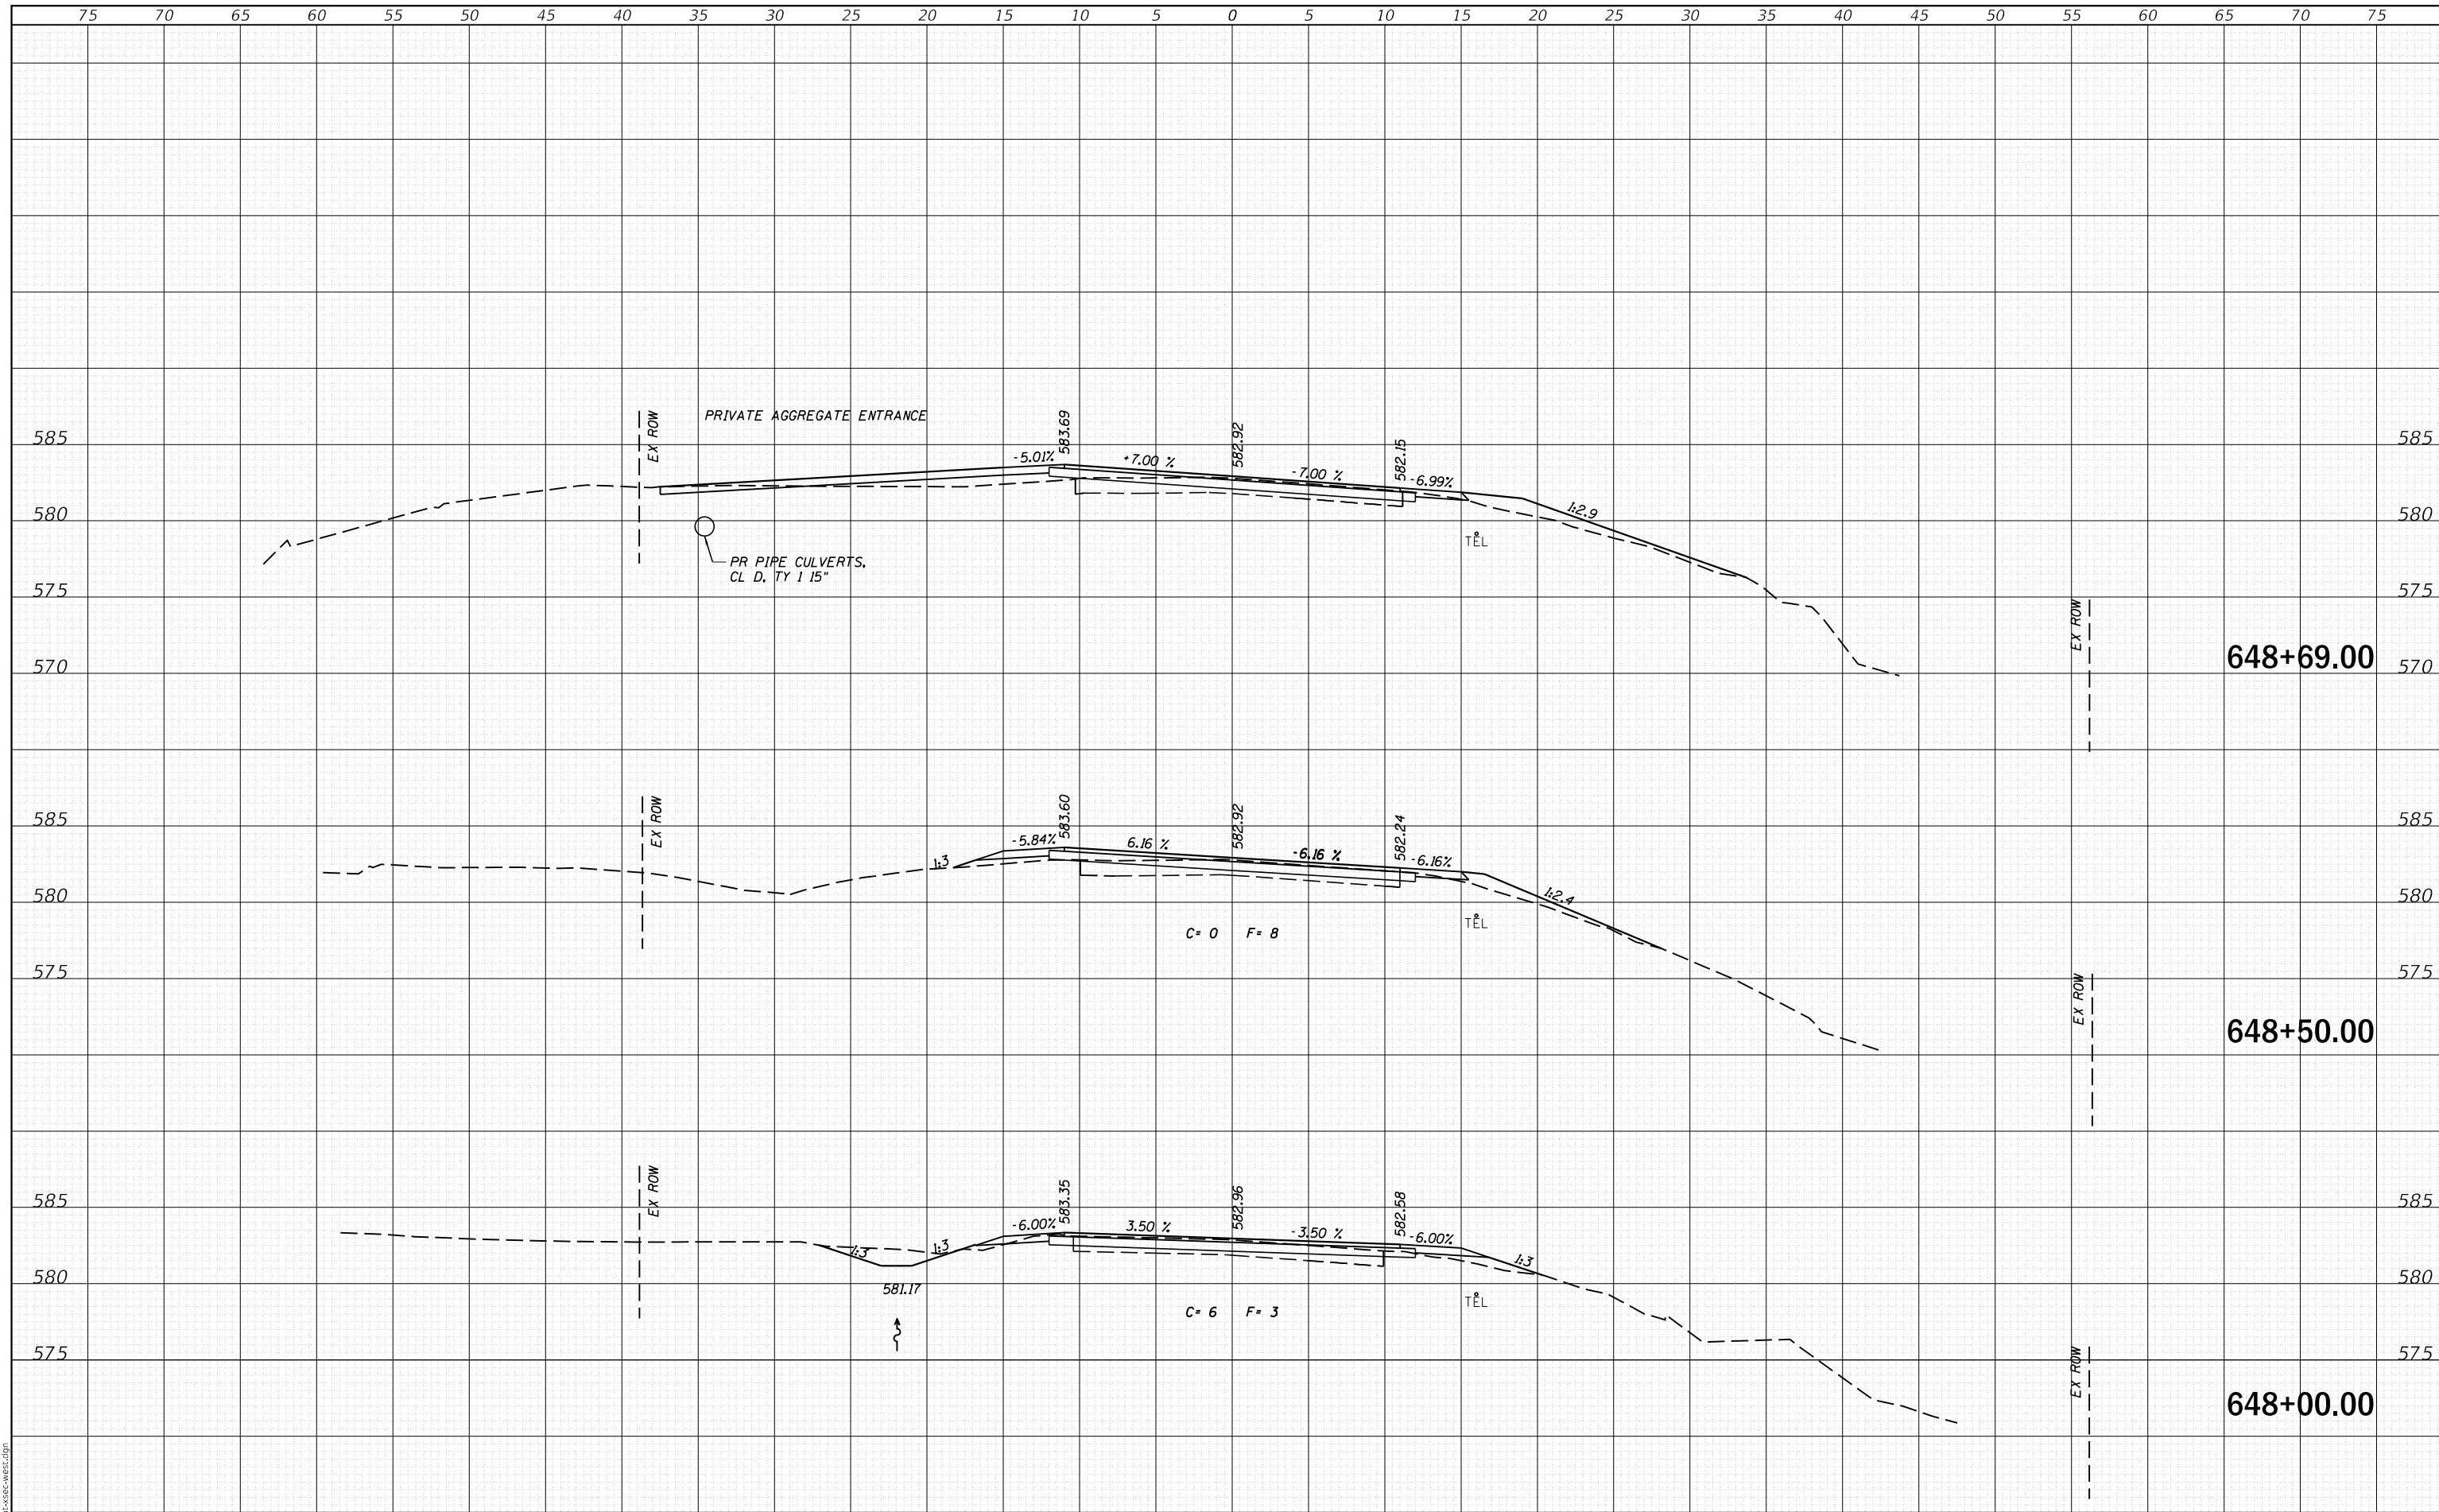 75 70 65 60 55 50 45 40 35 30 25 20 15 10 5 0 5 10 15 20 25 30 35 40 45 50 55 60 65 70 75
EX ROW
PRIVATE AGGREGATE ENTRANCE
583.69
582.92
582.15
585 585
-5.01% +7.00 % -7.00 % -6.99%
1:2.9
580 580
TEL
PR PIPE CULVERTS,
CL D, TY 1 15"
575 575
EX ROW
648+69.00
570 570
EX ROW
583.60
582.92
582.24
585 585
1:3 -5.84% 6.16 % -6.16 % -6.16%
1:2.4
580 580
TEL
C= 0 F= 8
575 575
EX ROW
648+50.00
EX ROW
583.35
582.96
582.58
585 585
1:3 1:3 -6.00% 3.50 % -3.50 % -6.00% 1:3
580 580
581.17
TEL
C= 6 F= 3
575 575
EX ROW
648+00.00
t-xsec-west.dgn